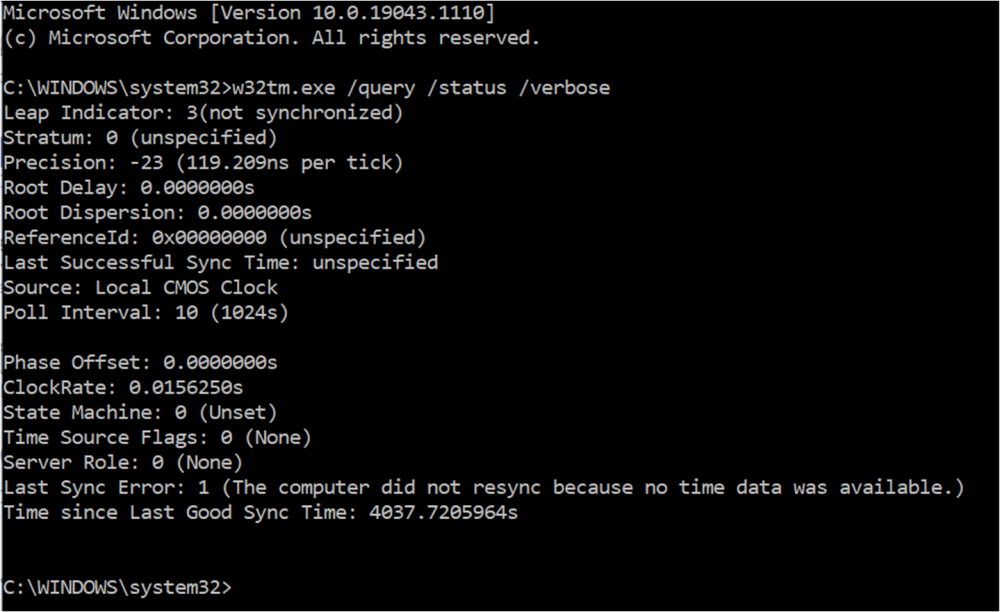 Microsoft Windows [Version 10.0.19043.1110]
(c) Microsoft Corporation. All rights reserved.
C:\WINDOWS\system32>w32tm.exe /query /status /verbose
Leap Indicator: 3(not synchronized)
Stratum: 0 (unspecified)
Precision: -23 (119.209ns per tick)
Root Delay: 0.0000000s
Root Dispersion: 0.0000000s
ReferenceId: 0x00000000 (unspecified)
Last Successful Sync Time: unspecified
Source: Local CMOS Clock
Poll Interval: 10 (1024s)
Phase Offset: 0.0000000s
ClockRate: 0.0156250s
State Machine: 0 (Unset)
Time Source Flags: 0 (None)
Server Role: 0 (None)
Last Sync Error: 1 (The computer did not resync because no time data was available.)
Time since Last Good Sync Time: 4037.7205964s
C:\WINDOWS\system32>